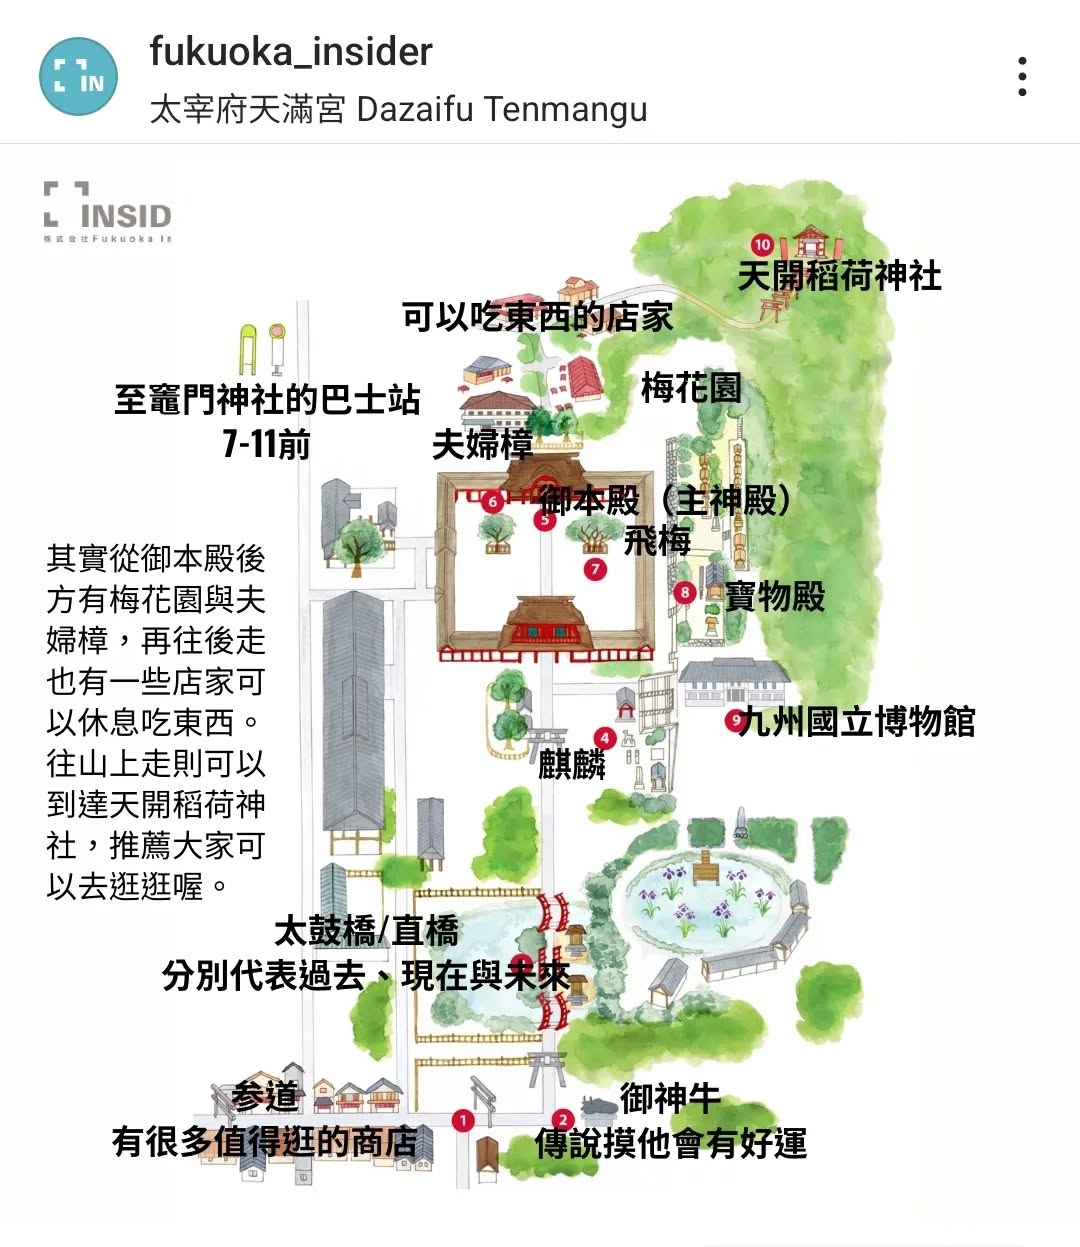 fukuoka_insider
太宰府天滿宮 Dazaifu Tenmangu
IN
INSID
株式会社Fukuoka In
10
天開稻荷神社
可以吃東西的店家
至竈門神社的巴士站
7-11前
梅花園
夫婦樟
6
御本殿（主神殿）
5
飛梅
7
其實從御本殿後
方有梅花園與夫
婦樟，再往後走
也有一些店家可
以休息吃東西。
往山上走則可以
到達天開稻荷神
社，推薦大家可
以去逛逛喔。
8
寶物殿
9
九州國立博物館
4
麒麟
太鼓橋/直橋
分別代表過去、現在與未來
参道
有很多值得逛的商店
1
2
御神牛
傳說摸他會有好運